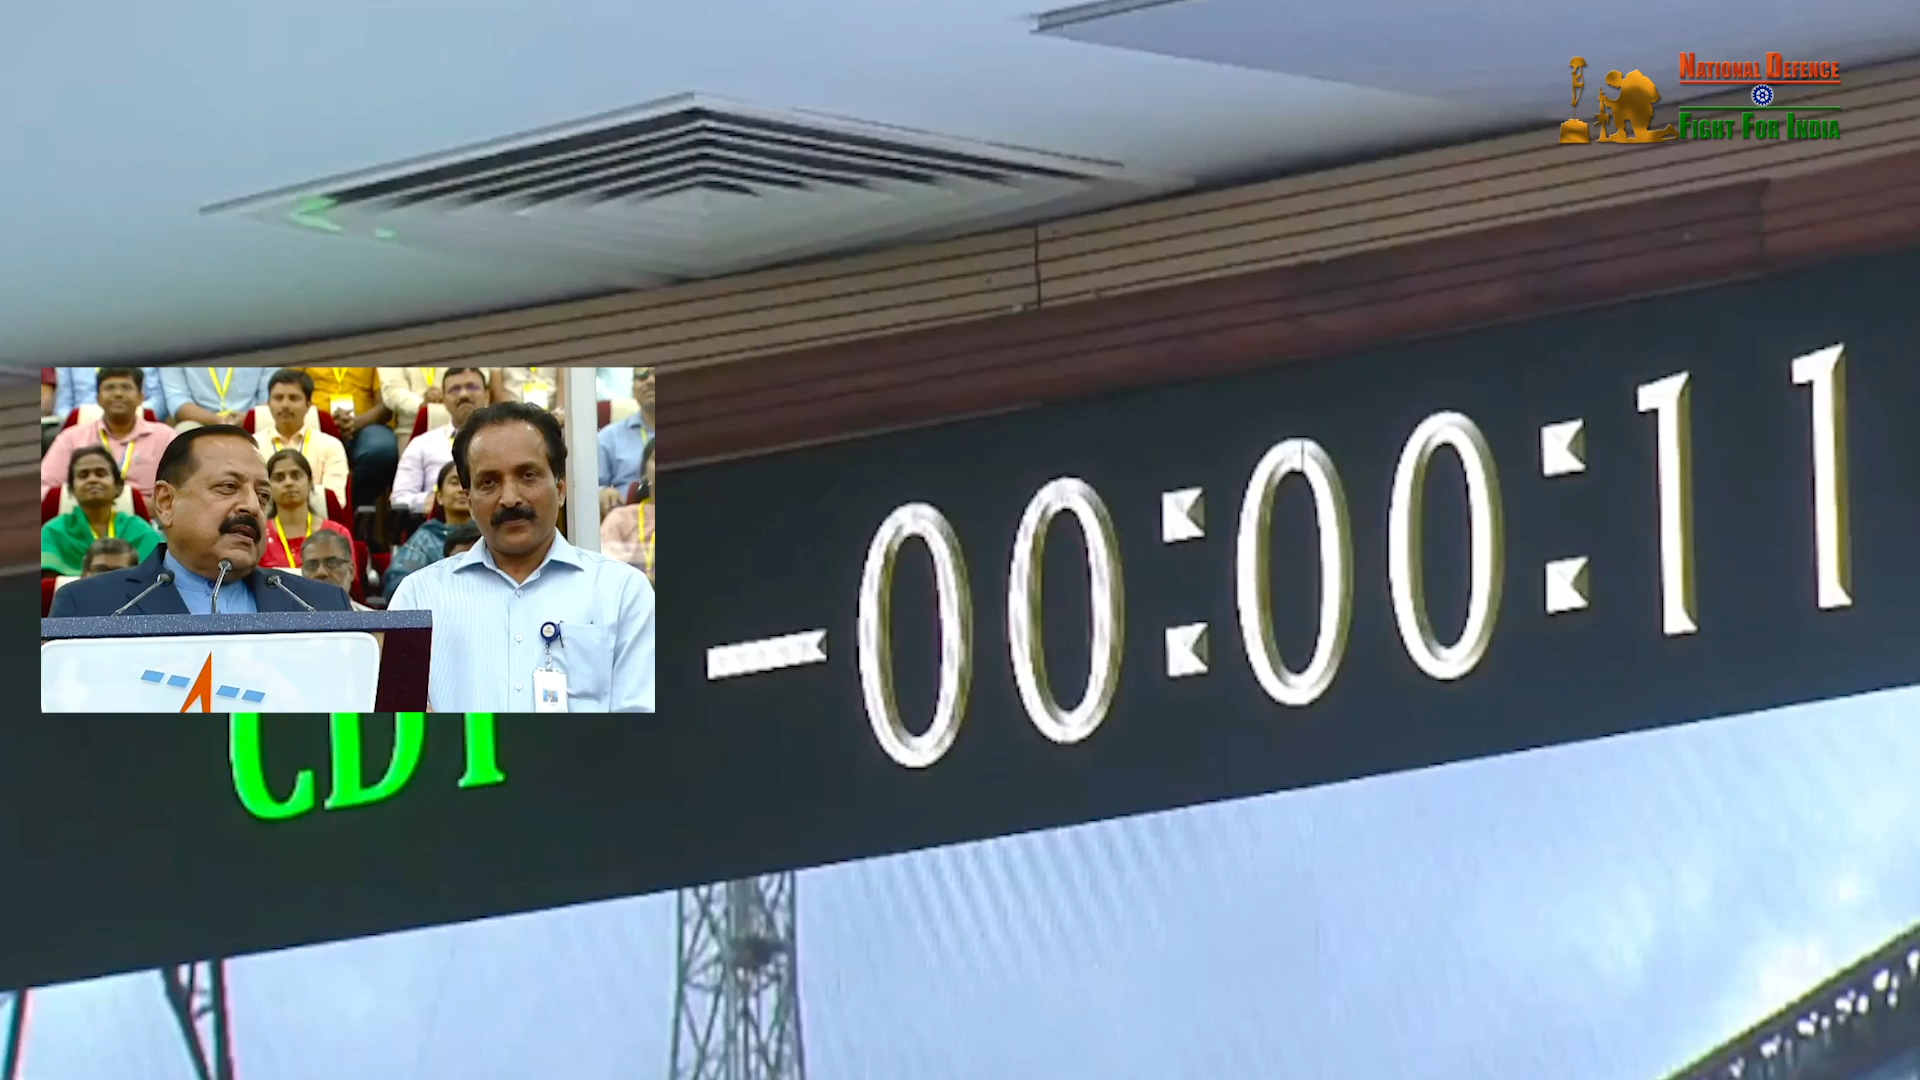 NATIONAL DEFENCE
FIGHT FOR INDIA
-00:00:11
CDT